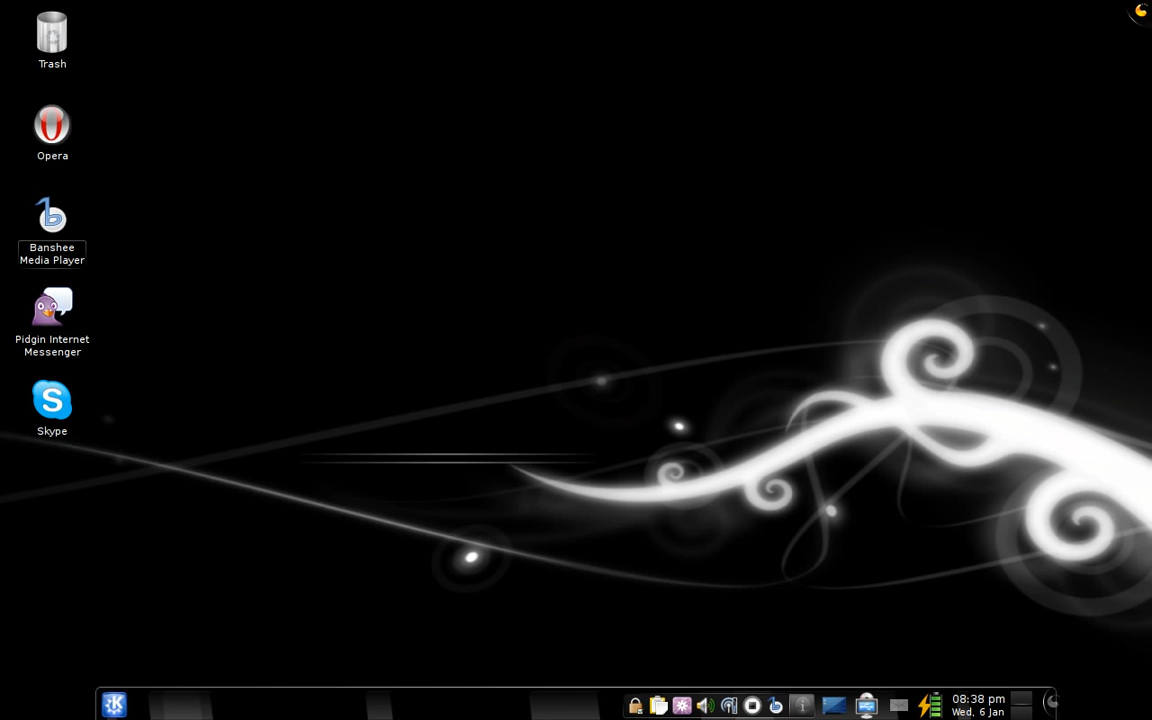 Trash
Opera
Banshee
Media Player
Pidgin Internet
Messenger
Skype
08:38 pm
Wed, 6 Jan